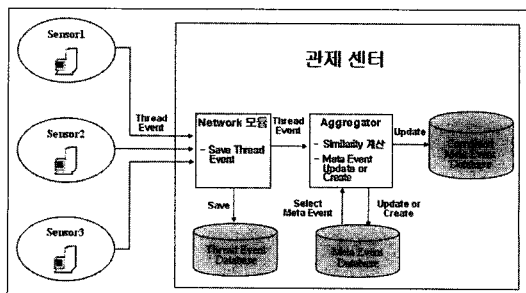 Sensor1
관제 센터
Thread
Event
Network 모듈
- Save Thread
Event
Thread
Event
Aggregator
- Similarity 계산
- Meta Event
Update or
Create
Update
Database
Sensor2
Save
Select
Meta Event
Update or
Create
Sensor3
Thread Event
Database
Meta Event
Database